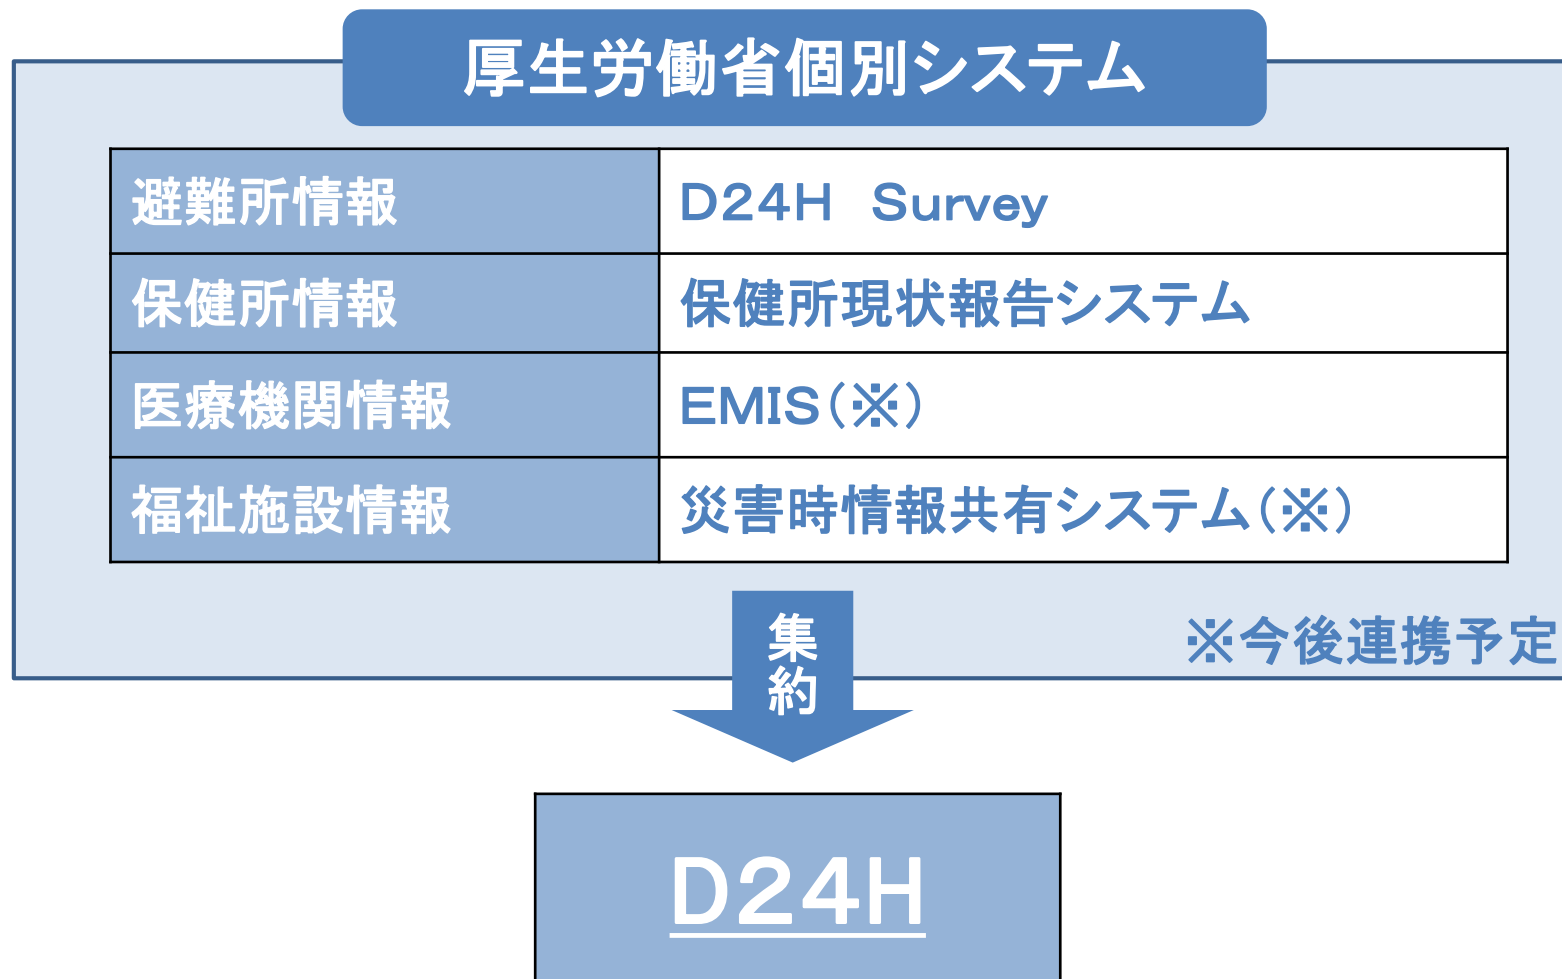 厚生労働省個別システム
避難所情報
D24H Survey
保健所情報
保健所現状報告システム
医療機関情報
EMIS(※)
福祉施設情報
災害時情報共有システム(※)
集約
※今後連携予定
D24H